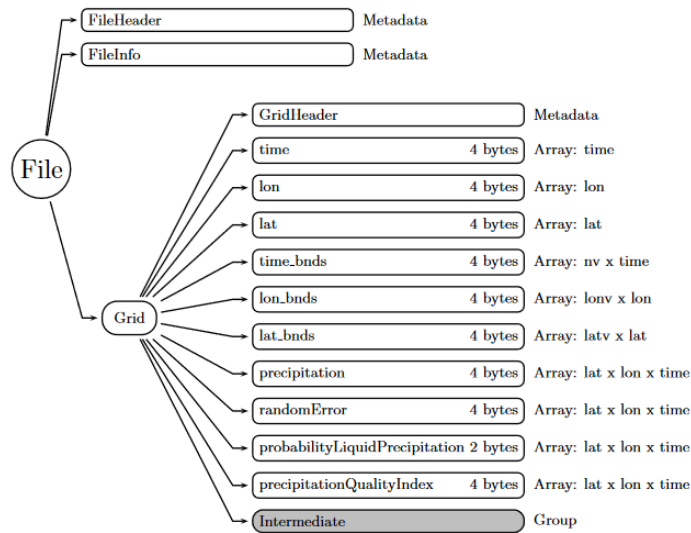 FileHeader Metadata
FileInfo Metadata
GridHeader Metadata
time 4 bytes Array: time
File
lon 4 bytes Array: lon
lat 4 bytes Array: lat
time_bnds 4 bytes Array: nv x time
lon_bnds 4 bytes Array: lonv x lon
Grid
lat_bnds 4 bytes Array: latv x lat
precipitation 4 bytes Array: lat x lon x time
randomError 4 bytes Array: lat x lon x time
probabilityLiquidPrecipitation 2 bytes Array: lat x lon x time
precipitationQualityIndex 4 bytes Array: lat x lon x time
Intermediate Group